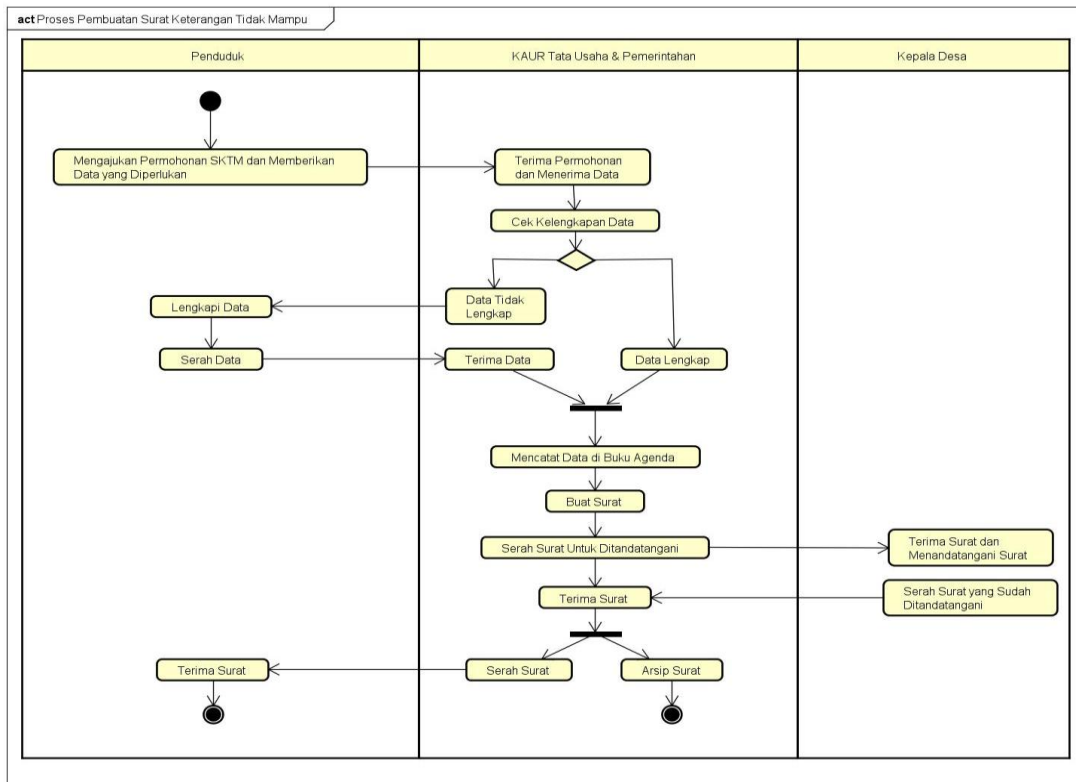 act Proses Pembuatan Surat Keterangan Tidak Mampu
Penduduk
KAUR Tata Usaha & Pemerintahan
Kepala Desa
Mengajukan Permohonan SKTM dan Memberikan
Data yang Diperlukan
Terima Permohonan
dan Menerima Data
Cek Kelengkapan Data
Data Tidak
Lengkap
Lengkapi Data
Serah Data
Terima Data
Data Lengkap
Mencatat Data di Buku Agenda
Buat Surat
Serah Surat Untuk Ditandatangani
Terima Surat dan
Menandatangani Surat
Serah Surat yang Sudah
Ditandatangani
Terima Surat
Terima Surat
Serah Surat
Arsip Surat